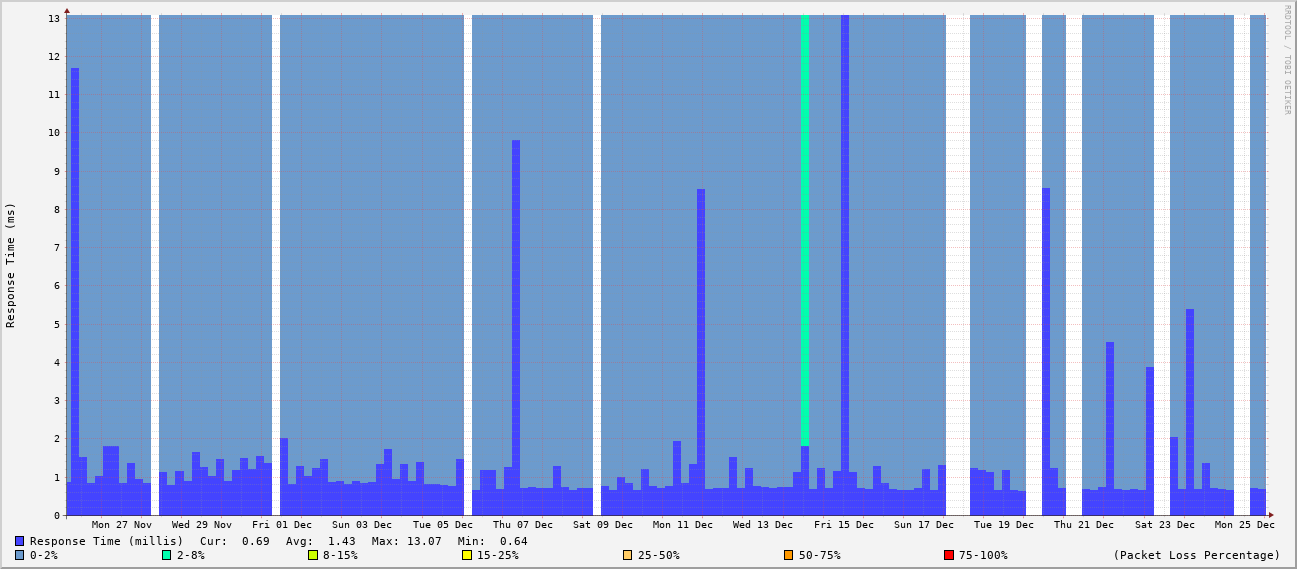 RRDTOOL / TOBI OETIKER
Response Time (ms)
13
12
11
10
9
8
7
6
5
4
3
2
1
0
Mon 27 Nov Wed 29 Nov Fri 01 Dec Sun 03 Dec Tue 05 Dec Thu 07 Dec Sat 09 Dec Mon 11 Dec Wed 13 Dec Fri 15 Dec Sun 17 Dec Tue 19 Dec Thu 21 Dec Sat 23 Dec Mon 25 Dec
Response Time (millis) Cur: 0.69 Avg: 1.43 Max: 13.07 Min: 0.64
0-2% 2-8% 8-15% 15-25% 25-50% 50-75% 75-100% (Packet Loss Percentage)